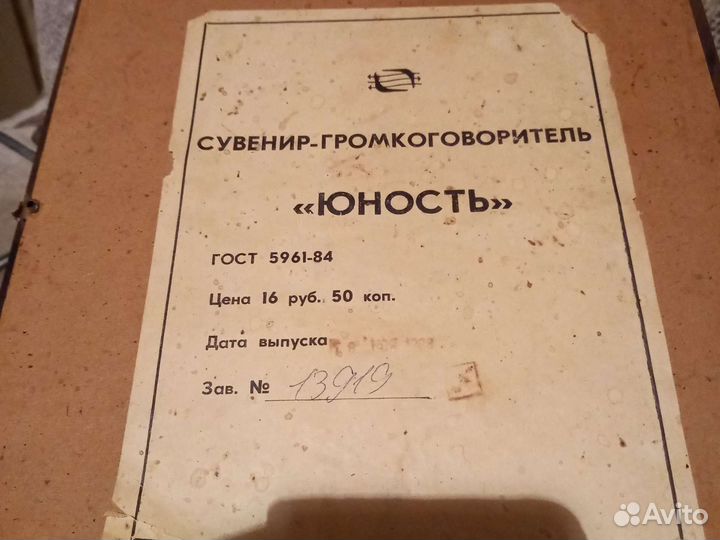 СУВЕНИР-ГРОМКОГОВОРИТЕЛЬ
«ЮНОСТЬ»
ГОСТ 5961-84
Цена 16 руб. 50 коп.
Дата выпуска
Зав. № 13919
Avito